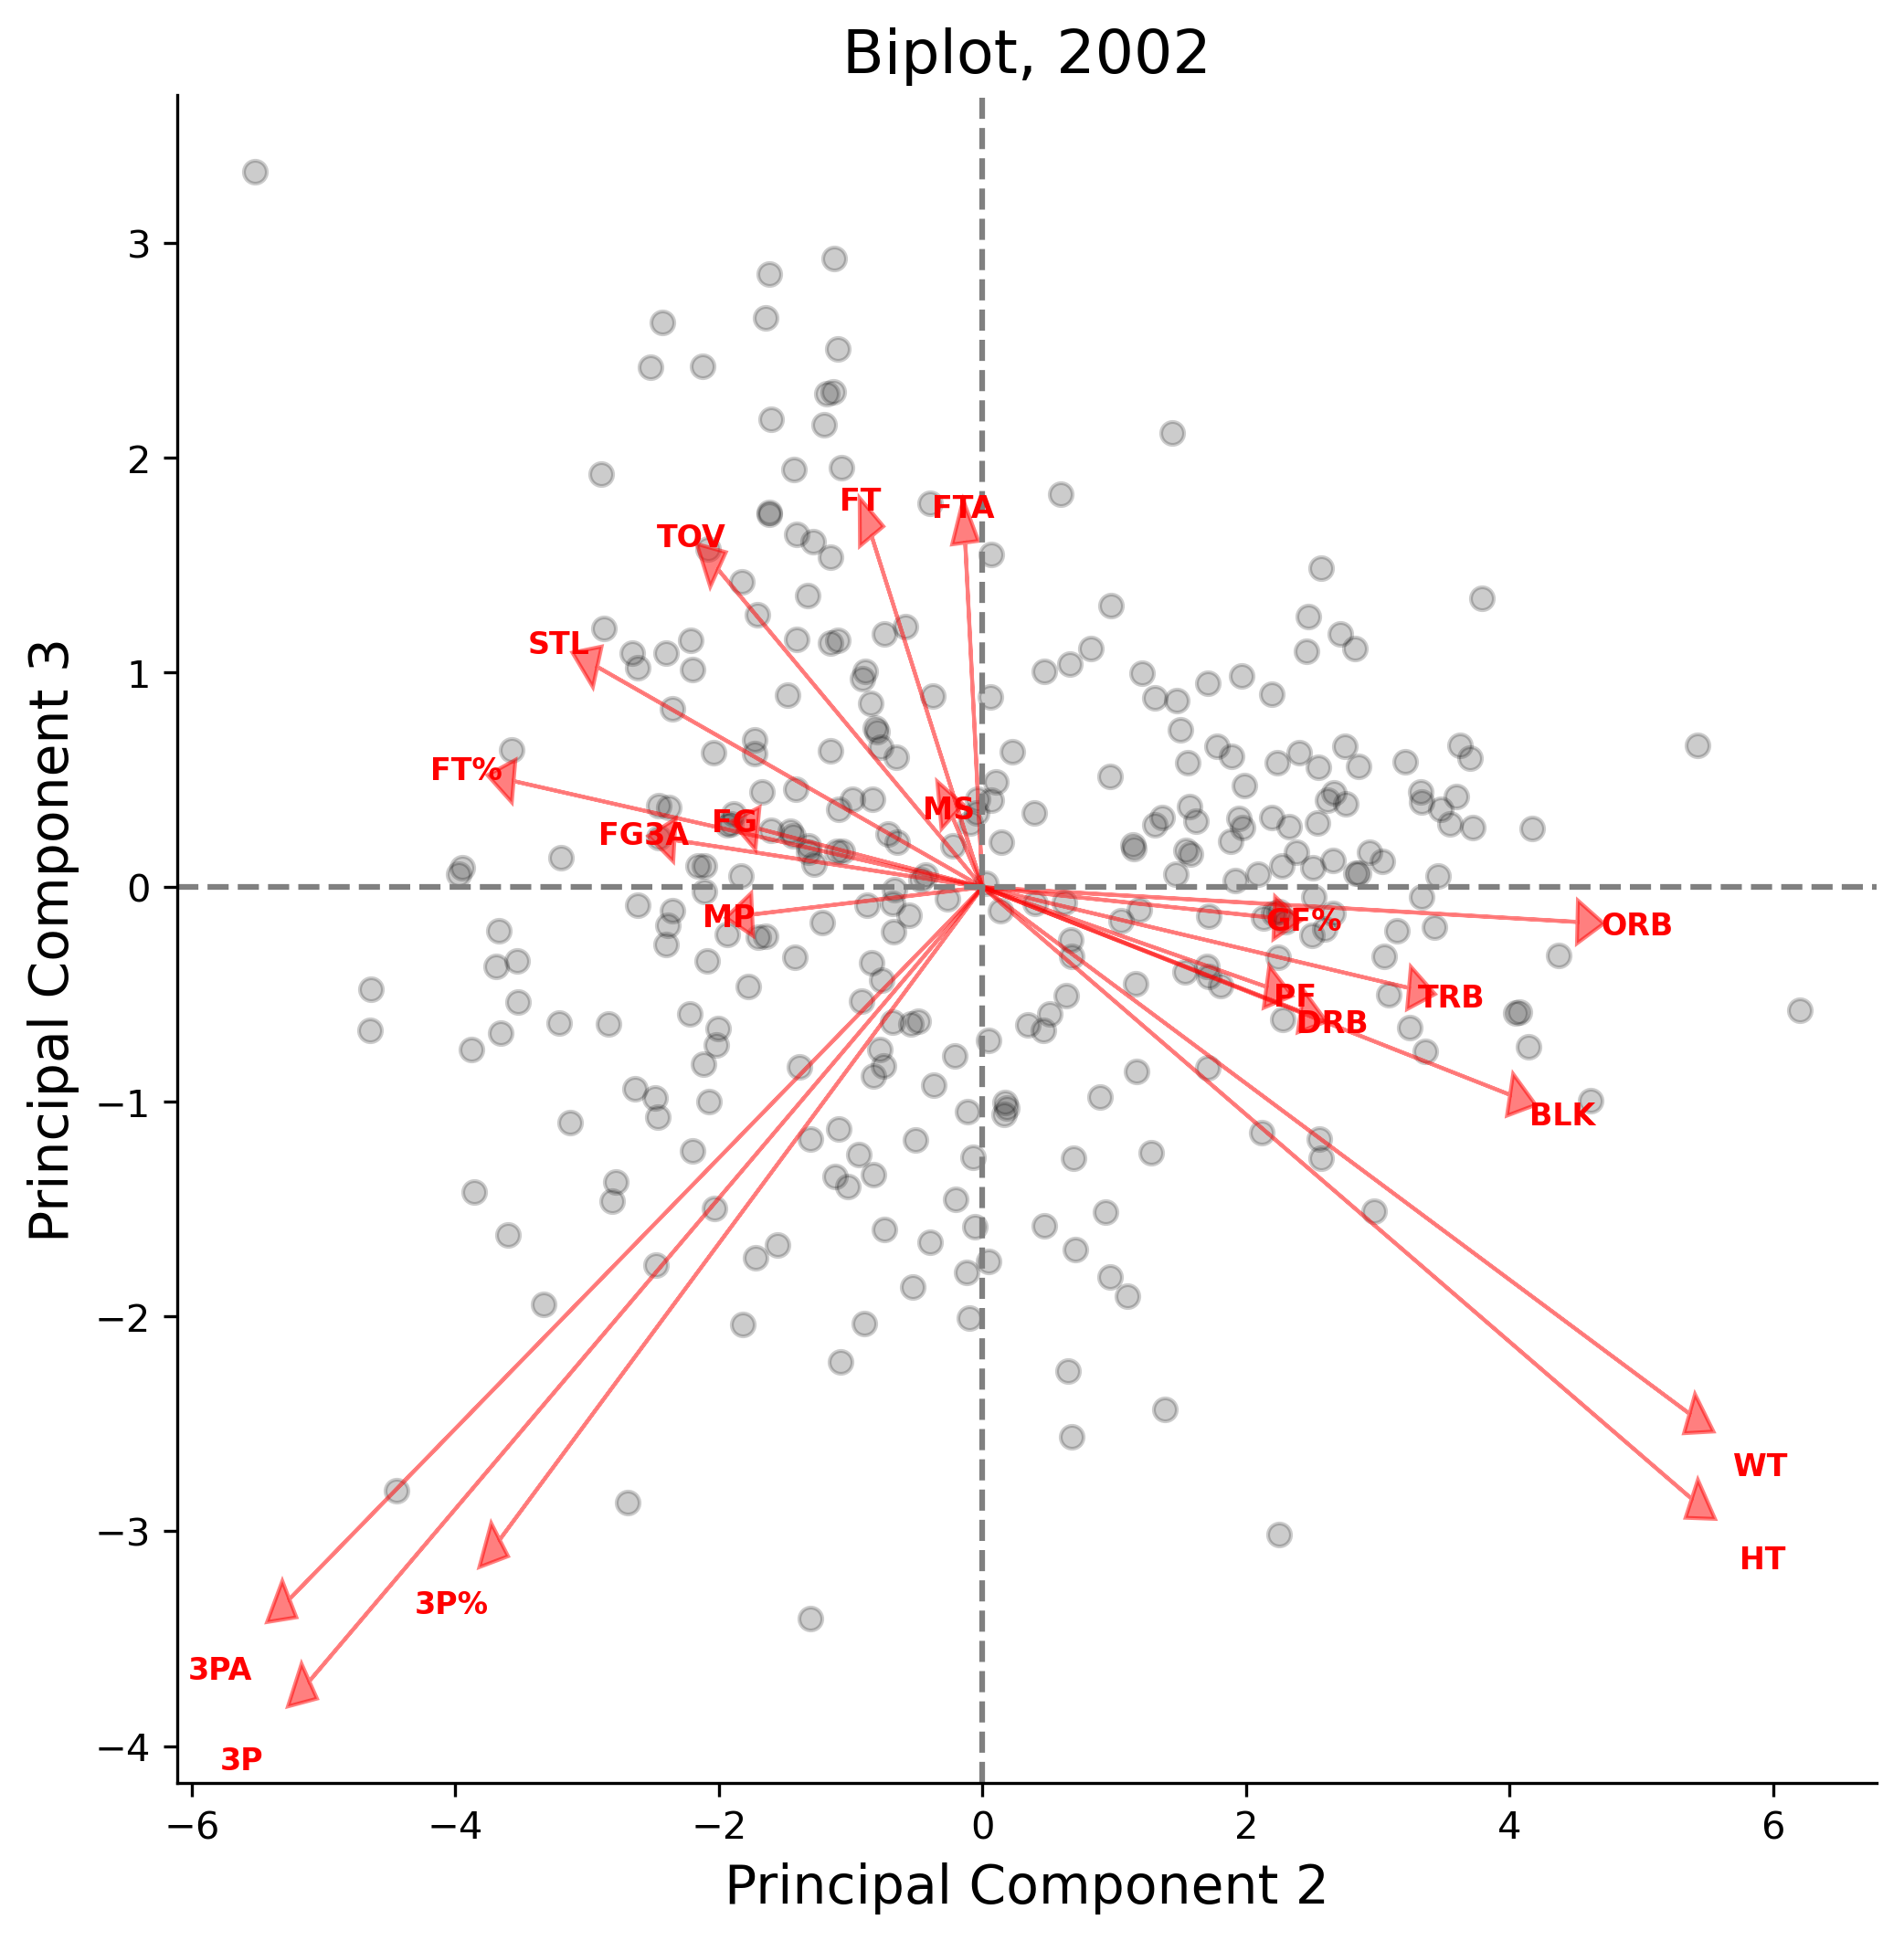 Biplot, 2002
Principal Component 3
3
2
1
0
−1
−2
−3
−4
FT
FTA
TOV
STL
FT%
MS
FG
FG3A
MP
GF%
ORB
PF
TRB
DRB
BLK
WT
HT
3P%
3PA
3P
−6
−4
−2
0
2
4
6
Principal Component 2